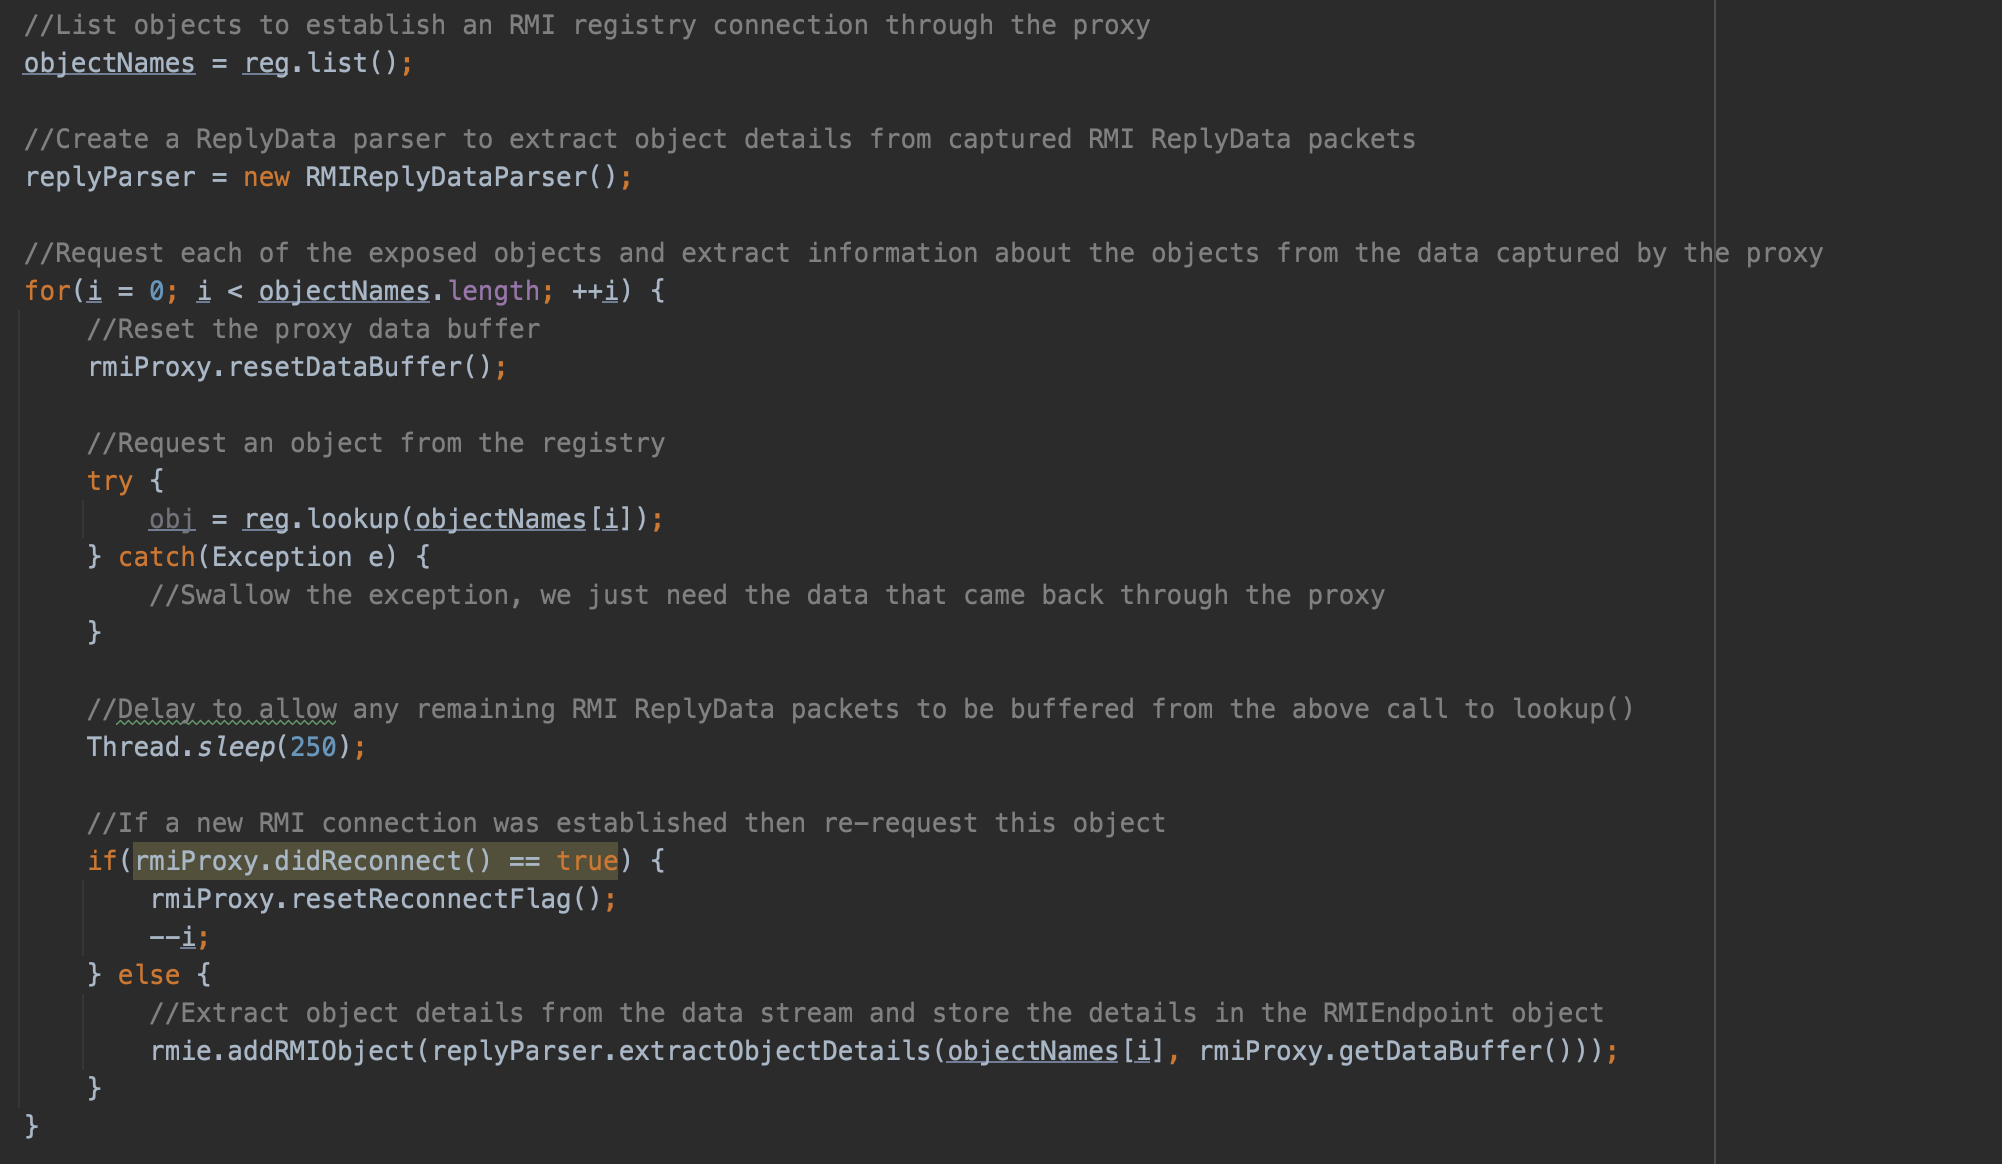 //List objects to establish an RMI registry connection through the proxy
objectNames = reg.list();
//Create a ReplyData parser to extract object details from captured RMI ReplyData packets
replyParser = new RMIReplyDataParser();
//Request each of the exposed objects and extract information about the objects from the data captured by the proxy
for(i = 0; i < objectNames.length; ++i) {
//Reset the proxy data buffer
rmiProxy.resetDataBuffer();
//Request an object from the registry
try {
obj = reg.lookup(objectNames[i]);
} catch(Exception e) {
//Swallow the exception, we just need the data that came back through the proxy
}
//Delay to allow any remaining RMI ReplyData packets to be buffered from the above call to lookup()
Thread.sleep(250);
//If a new RMI connection was established then re-request this object
if(rmiProxy.didReconnect() == true) {
rmiProxy.resetReconnectFlag();
--i;
} else {
//Extract object details from the data stream and store the details in the RMIEndpoint object
rmie.addRMIObject(replyParser.extractObjectDetails(objectNames[i], rmiProxy.getDataBuffer()));
}
}